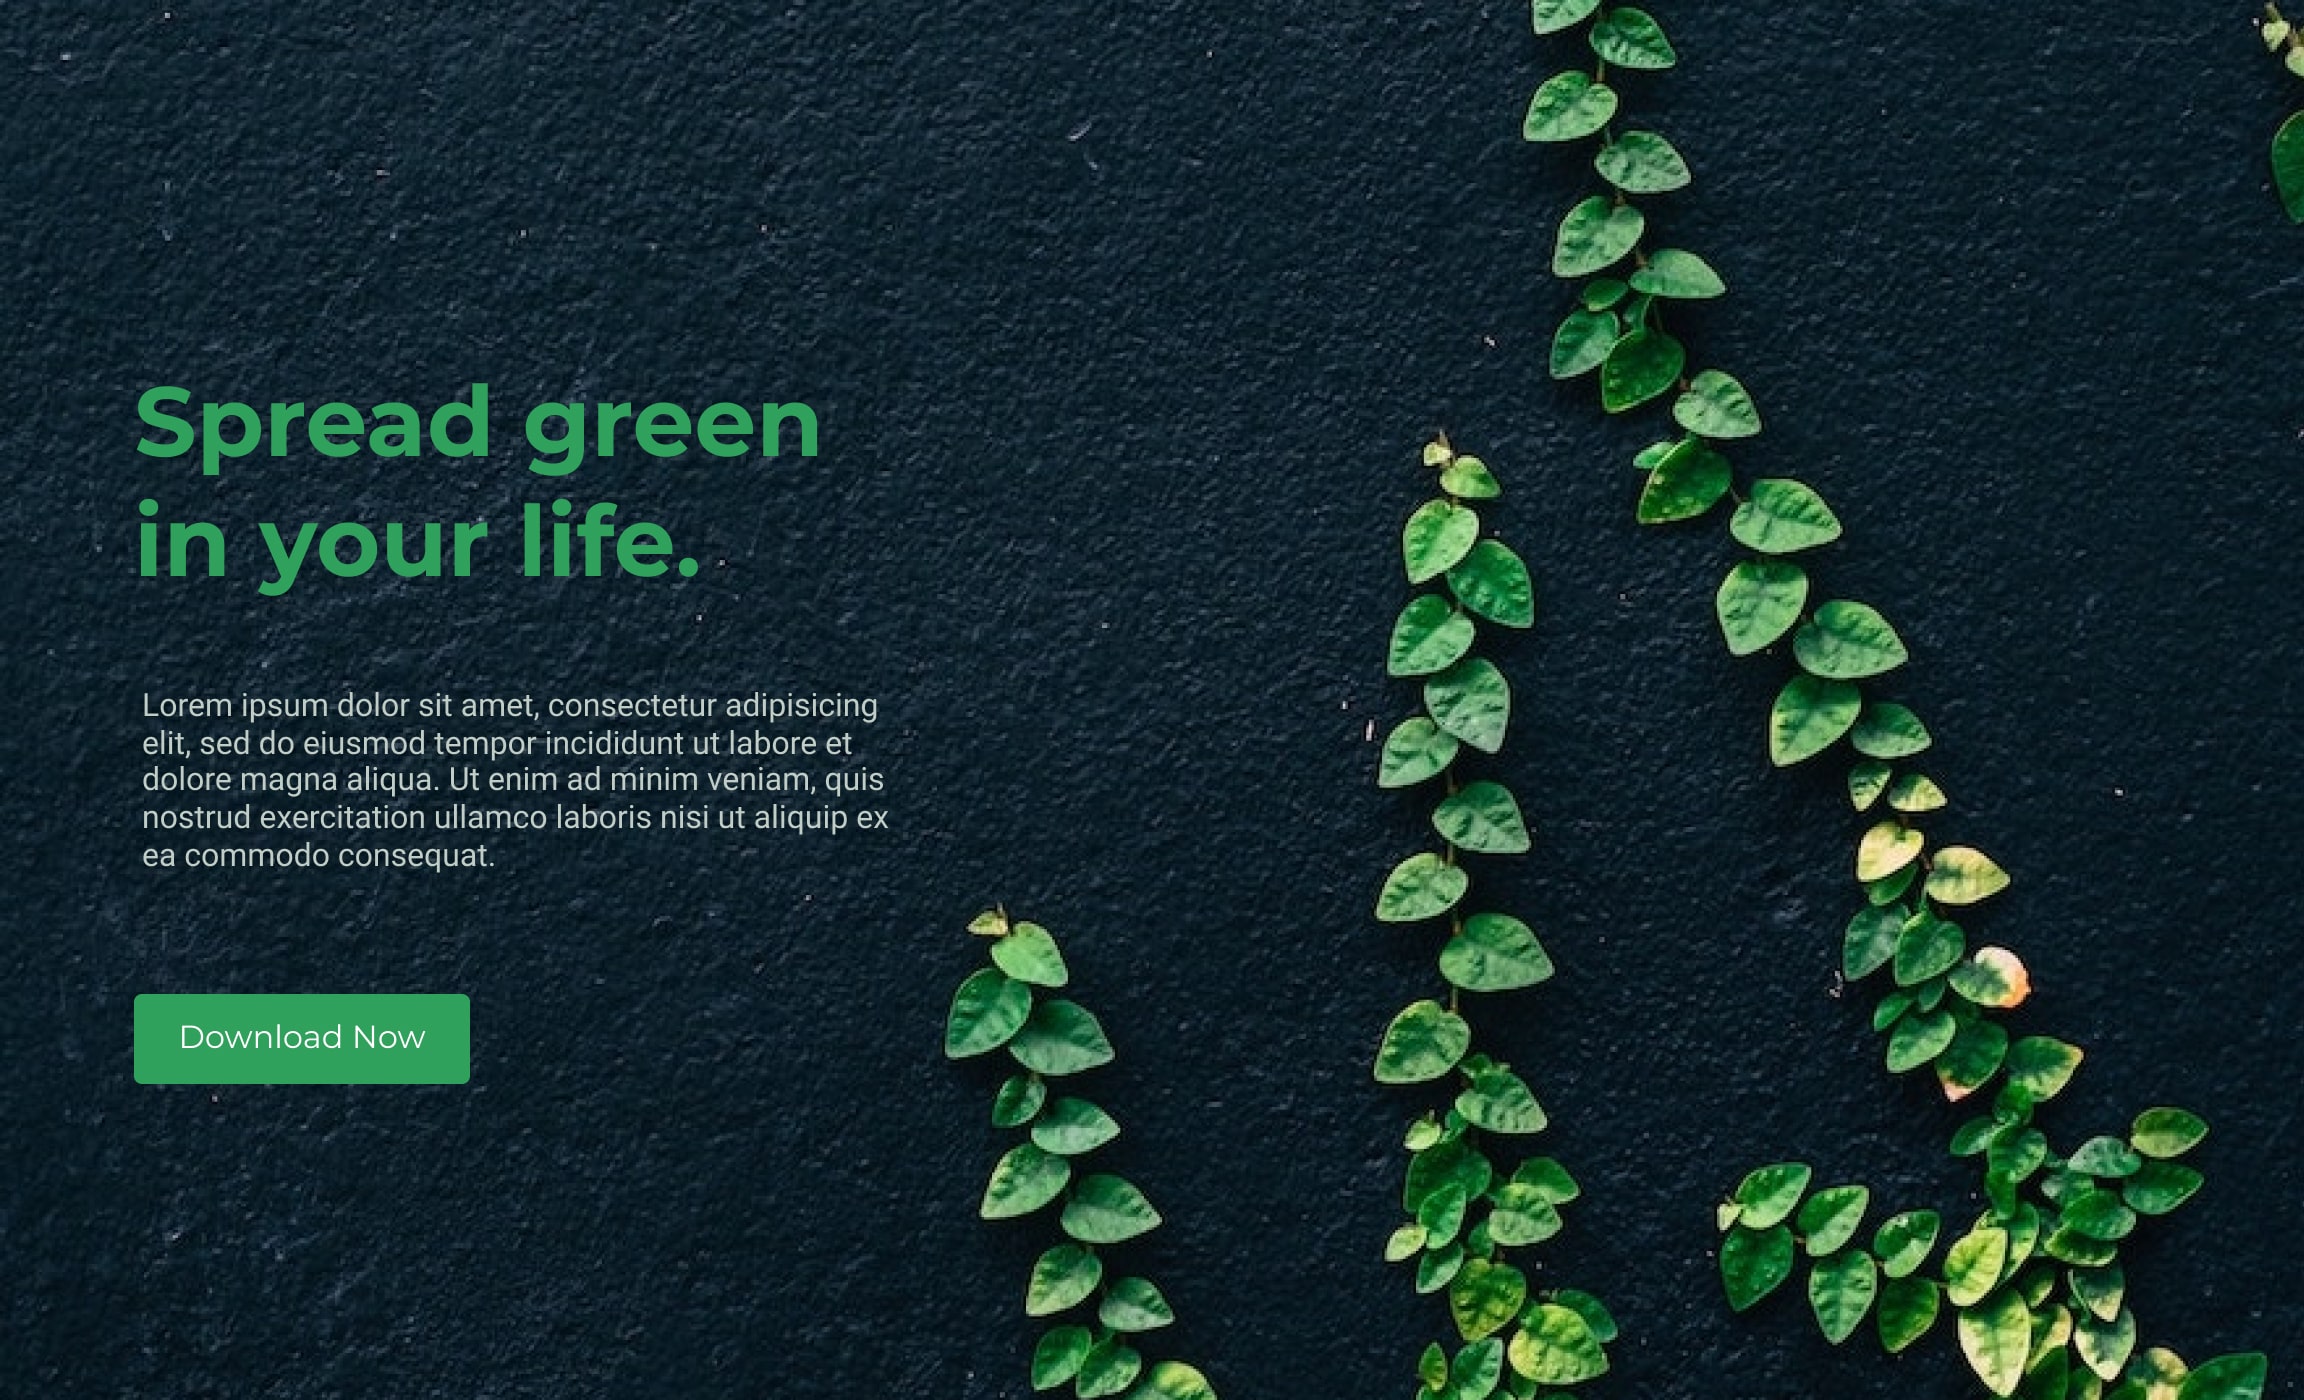 Spread green
in your life.
Lorem ipsum dolor sit amet, consectetur adipisicing
elit, sed do eiusmod tempor incididunt ut labore et
dolore magna aliqua. Ut enim ad minim veniam, quis
nostrud exercitation ullamco laboris nisi ut aliquip ex
ea commodo consequat.
Download Now